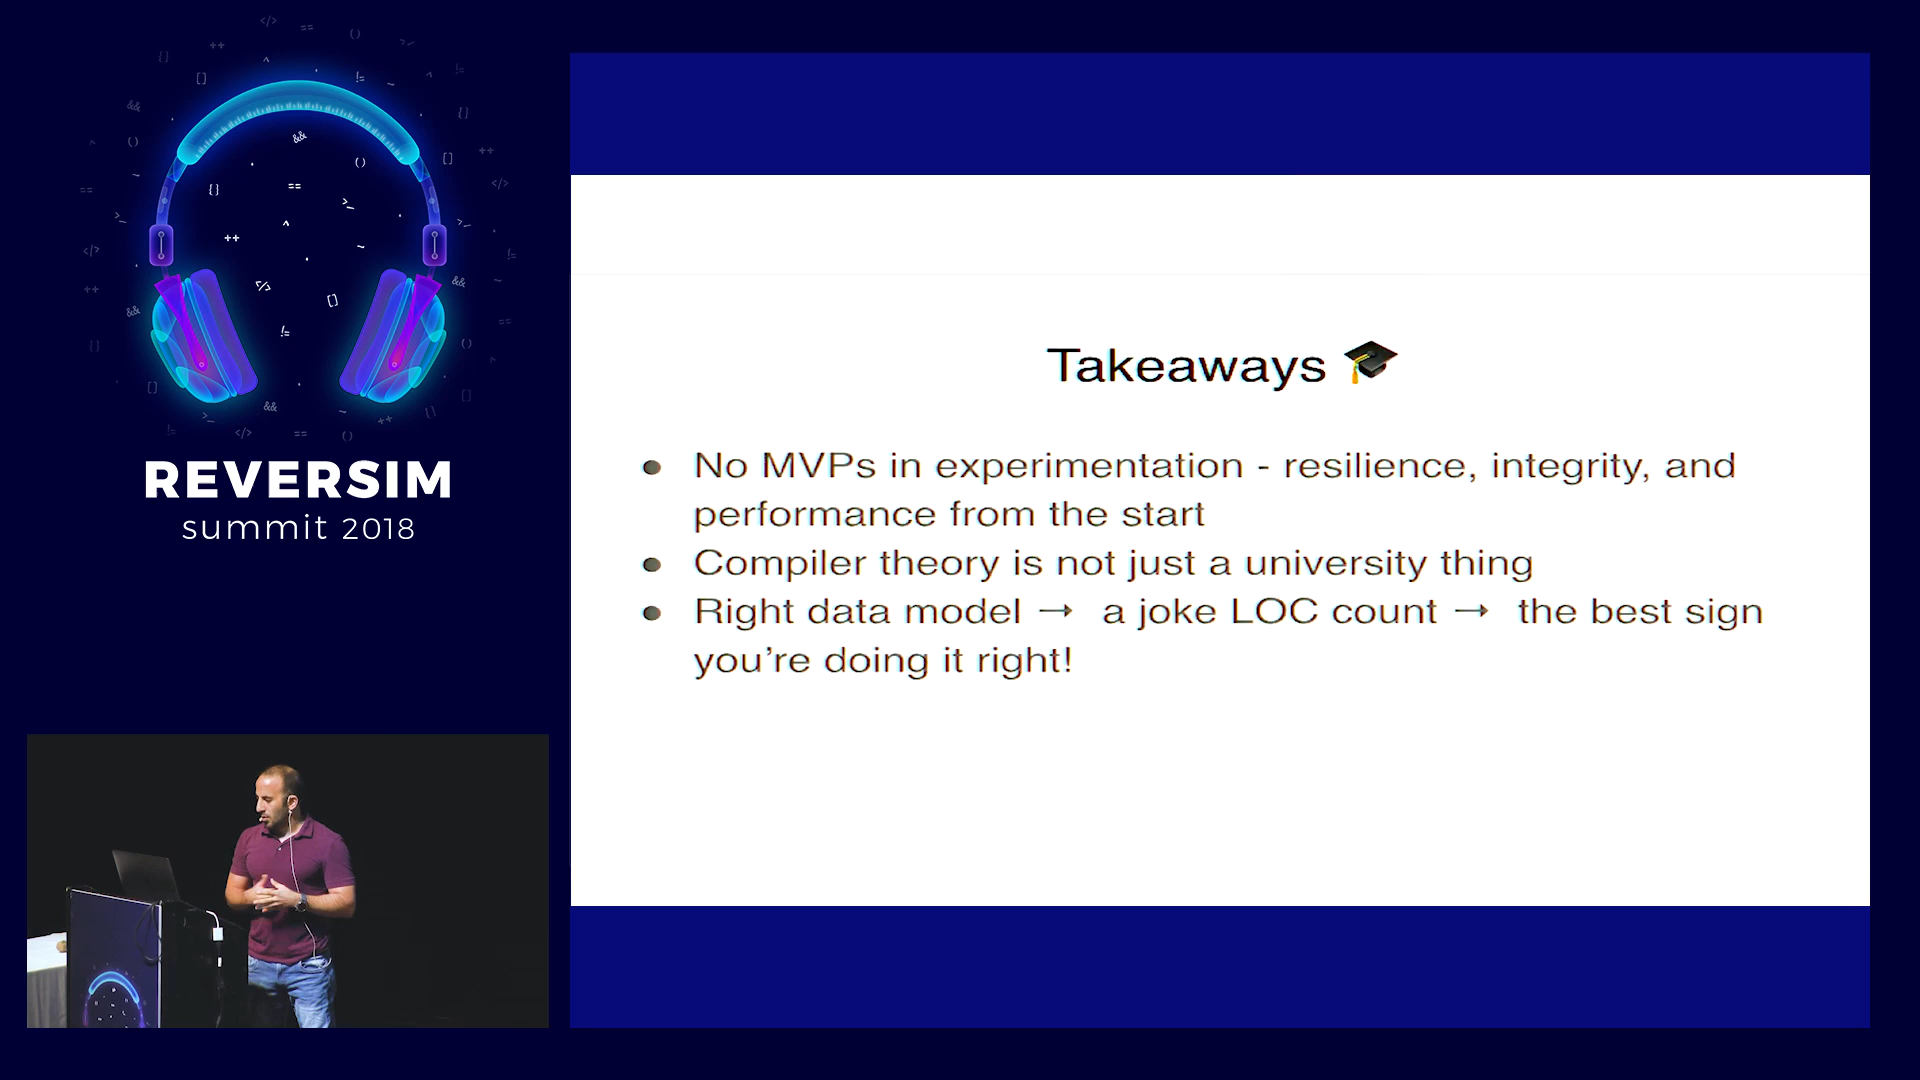 REVERSIM
summit 2018
Takeaways 🎓
● No MVPs in experimentation - resilience, integrity, and
performance from the start
● Compiler theory is not just a university thing
● Right data model → a joke LOC count → the best sign
you’re doing it right!